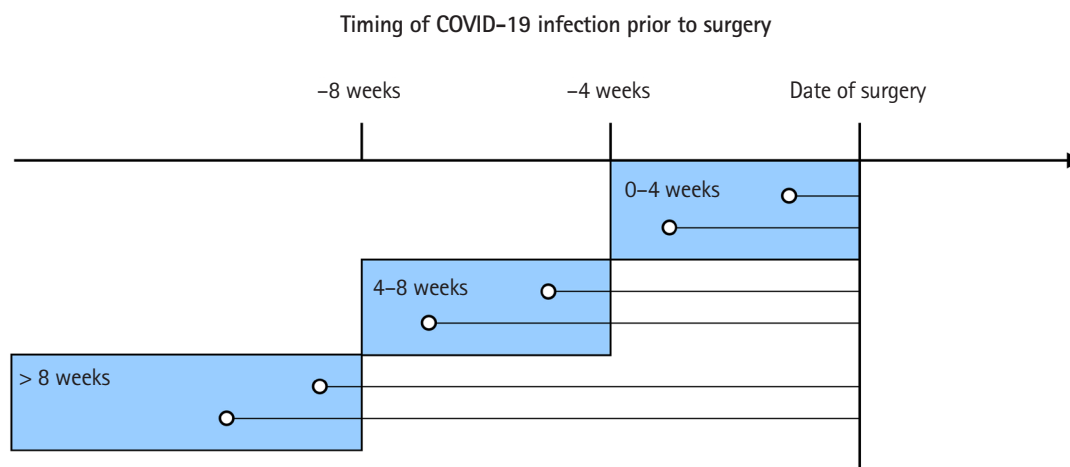 Timing of COVID-19 infection prior to surgery
–8 weeks
–4 weeks
Date of surgery
0–4 weeks
4–8 weeks
> 8 weeks